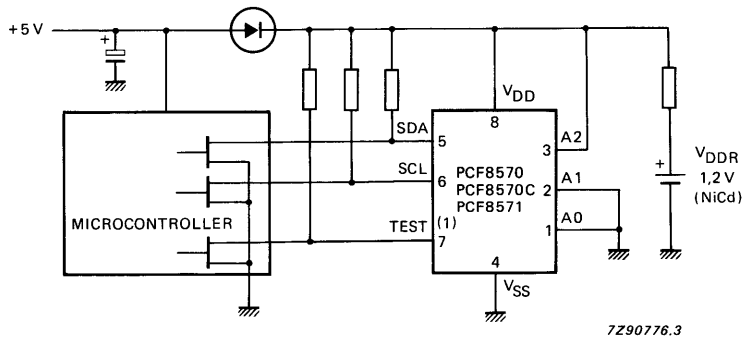 +5 V
+
VDD
8
SDA
5
A2
3
VDDR
1,2 V
(NiCd)
+
SCL
6
PCF8570
PCF8570C
PCF8571
A1
2
MICROCONTROLLER
TEST
(1)
7
A0
1
4
VSS
7Z90776.3